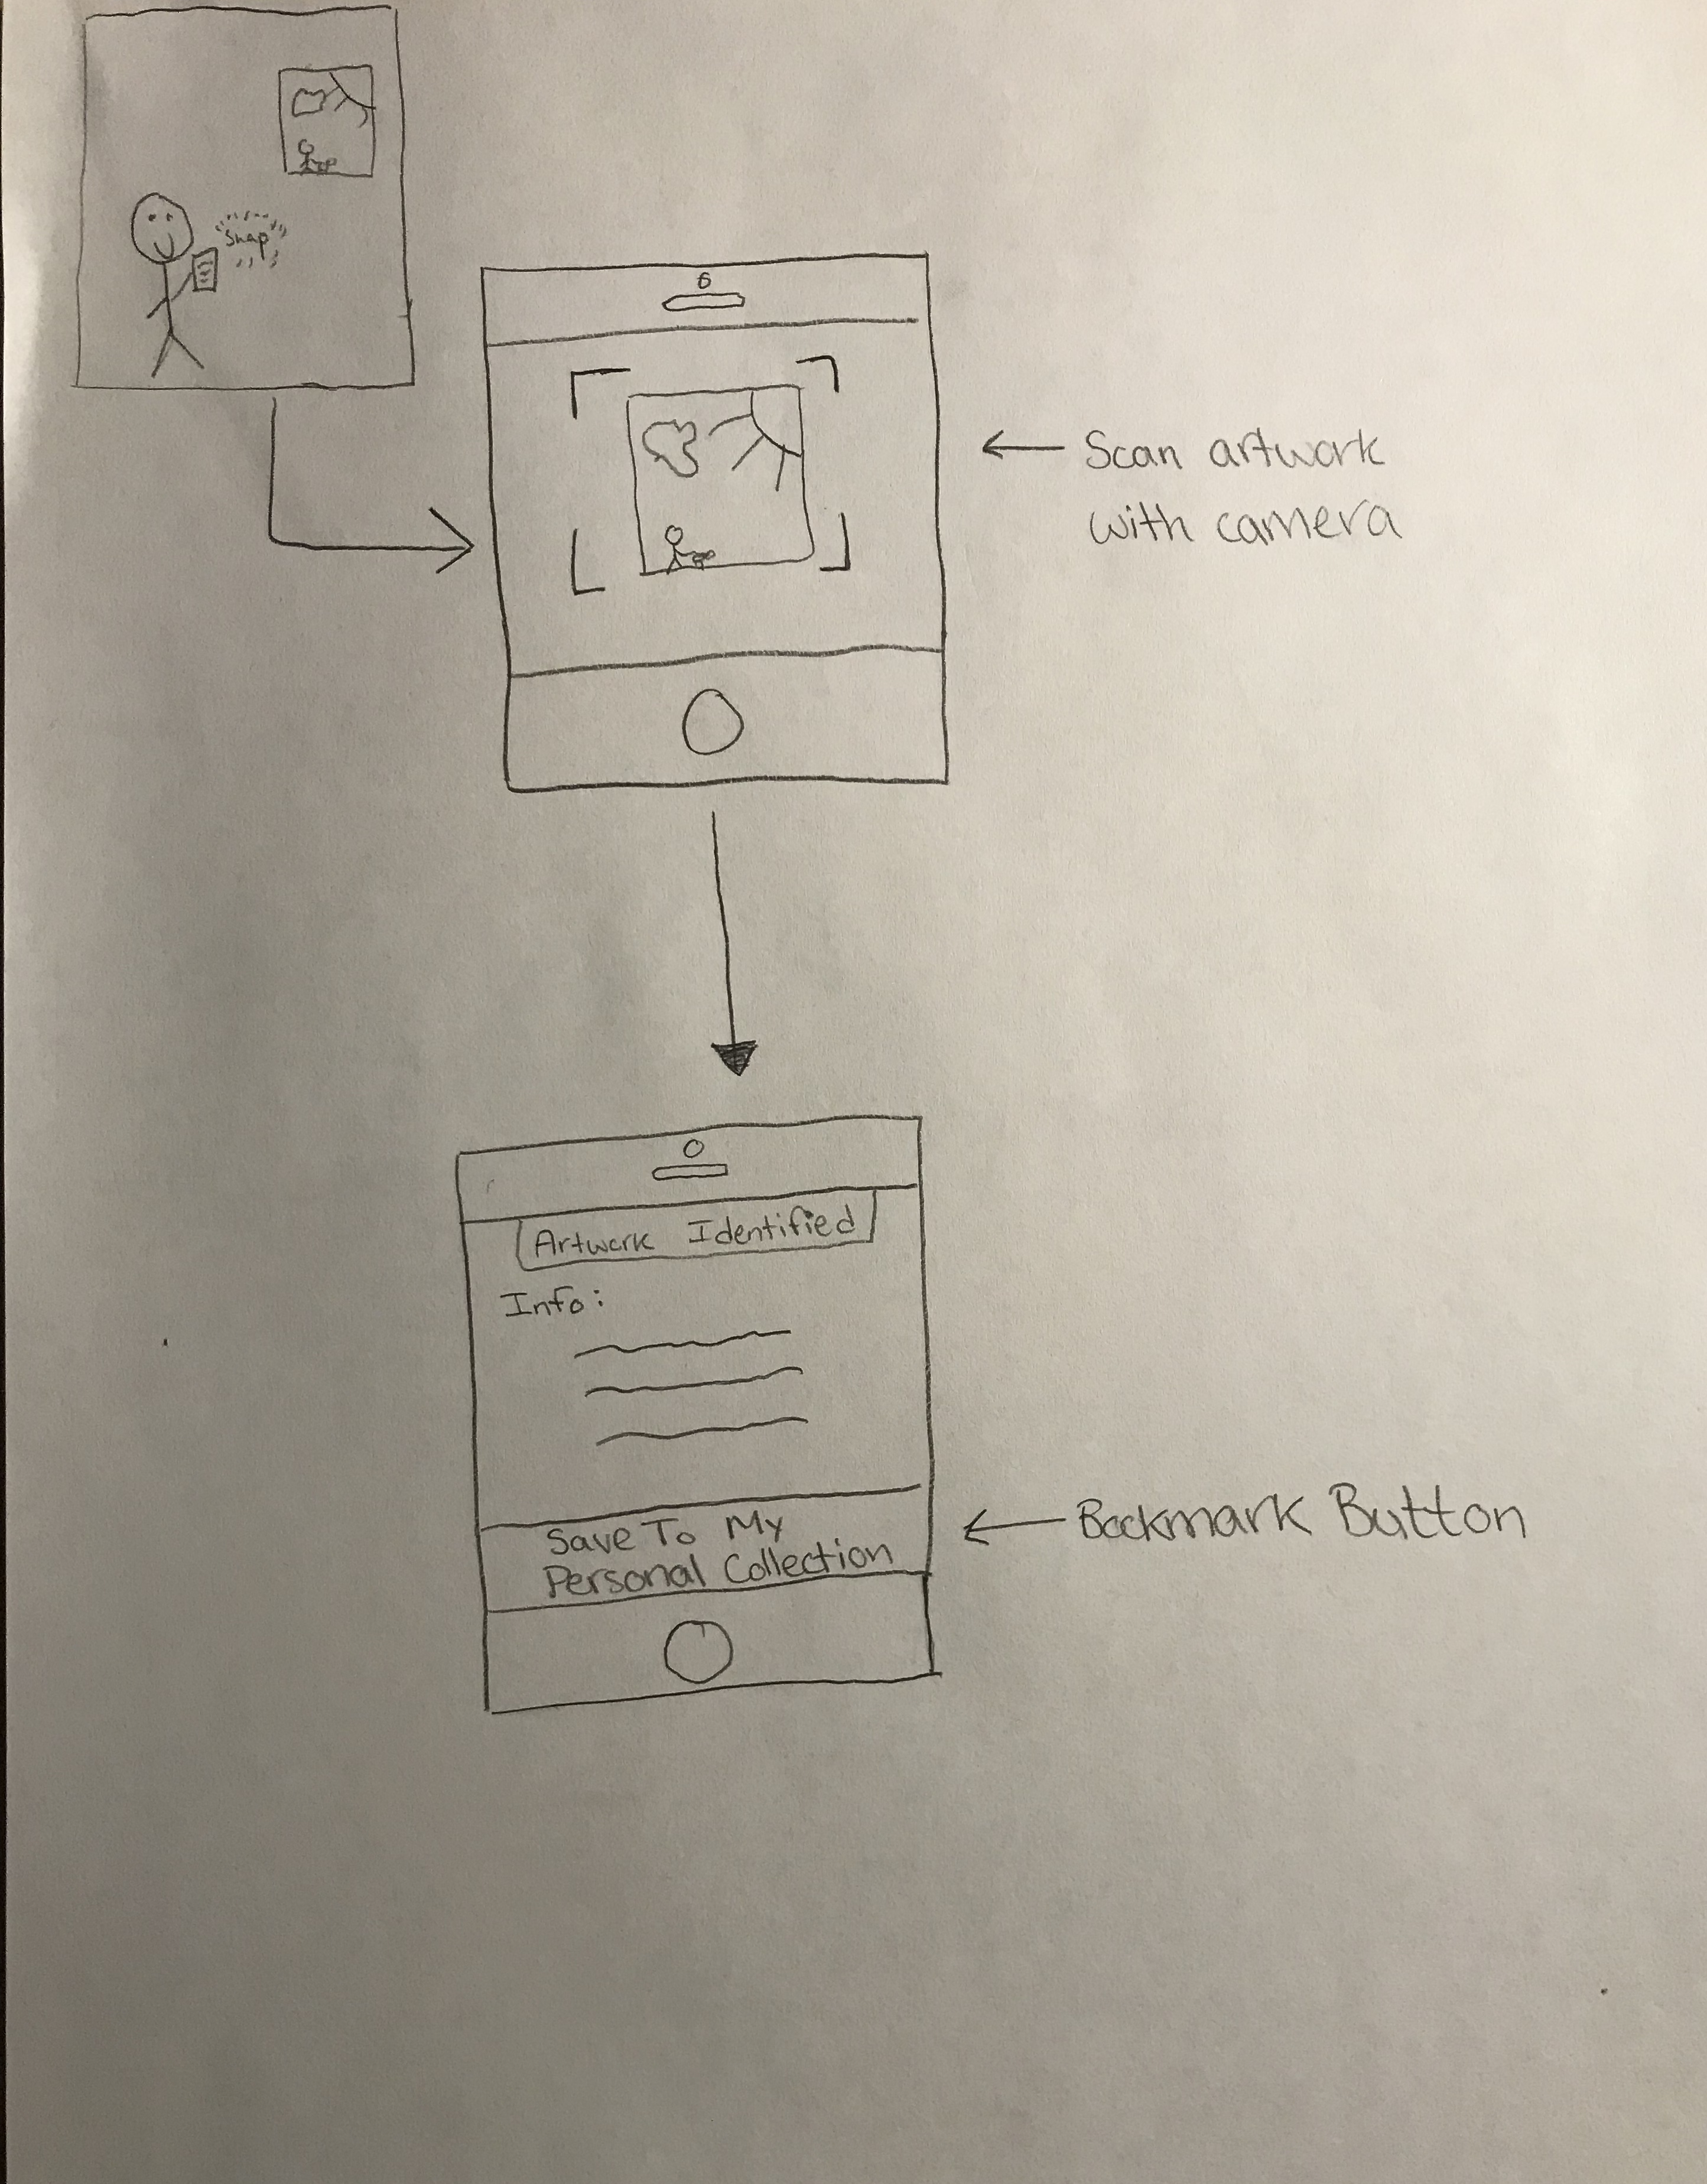 Snap
Scan artwork
with camera
Artwork Identified
Info:
Save To My
Personal Collection
Bookmark Button